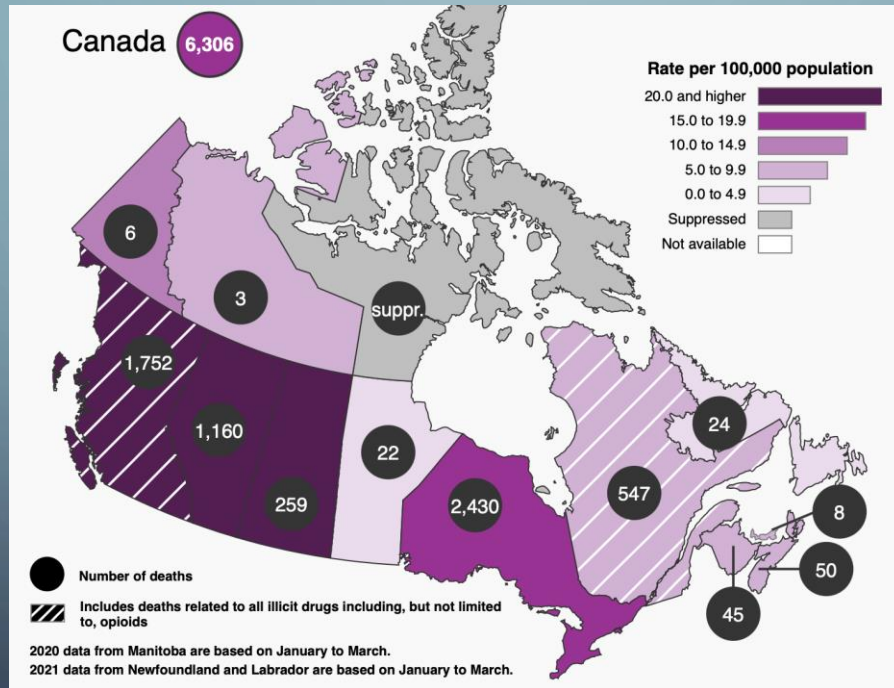 Canada 6,306
Rate per 100,000 population
20.0 and higher
15.0 to 19.9
10.0 to 14.9
5.0 to 9.9
0.0 to 4.9
Suppressed
Not available
6
3
suppr.
1,752
1,160
259
22
2,430
547
24
8
50
45
Number of deaths
Includes deaths related to all illicit drugs including, but not limited
to, opioids
2020 data from Manitoba are based on January to March.
2021 data from Newfoundland and Labrador are based on January to March.